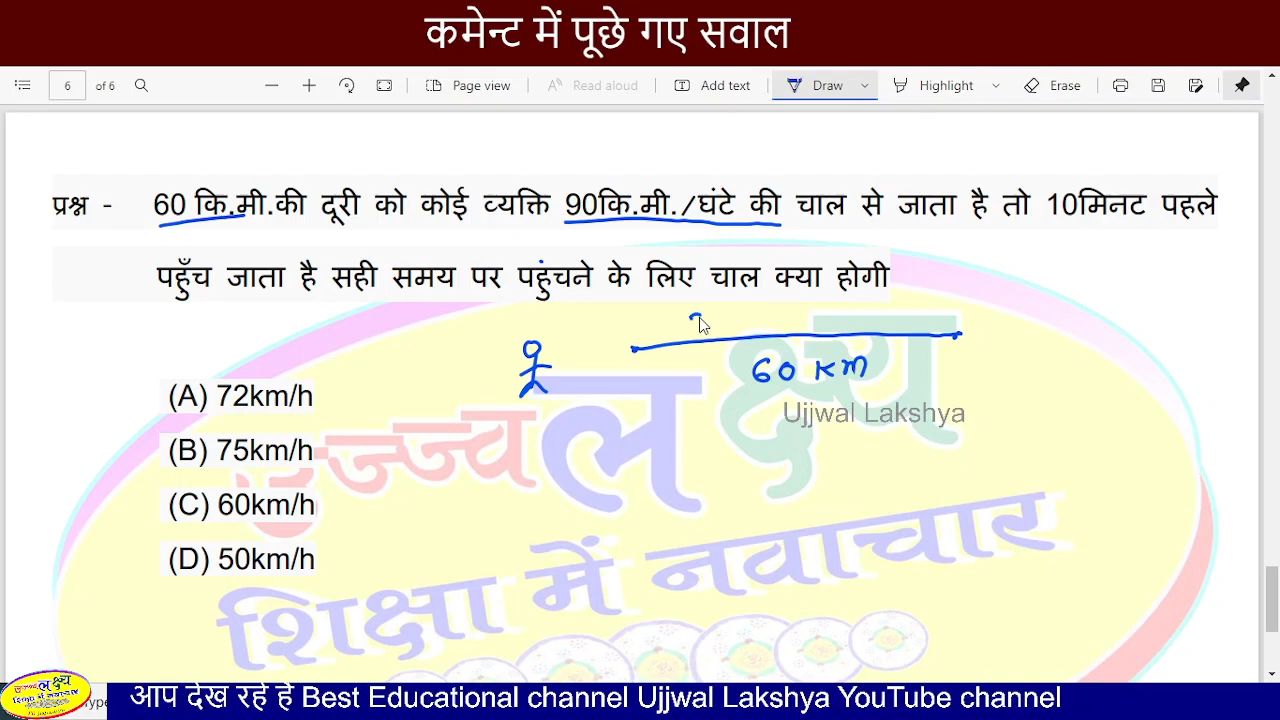 कमेन्ट में पूछे गए सवाल
6 of 6 Page view Read aloud Add text Draw Highlight Erase
प्रश्न - 60 कि.मी.की दूरी को कोई व्यक्ति 90कि.मी./घंटे की चाल से जाता है तो 10मिनट पहले
पहुँच जाता है सही समय पर पहुंचने के लिए चाल क्या होगी
60 Km
Ujjwal Lakshya
(A) 72km/h
(B) 75km/h
(C) 60km/h
(D) 50km/h
उज्ज्वल लक्ष्य
शिक्षा में नवाचार
आप देख रहे हैं Best Educational channel Ujjwal Lakshya YouTube channel